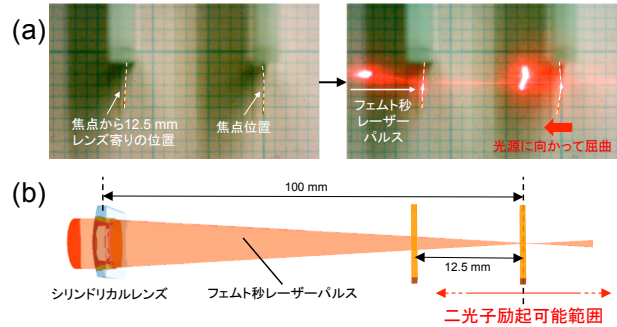 (a)
焦点から12.5 mm
レンズ寄りの位置
焦点位置
フェムト秒
レーザー
パルス
光源に向かって屈曲
(b)
100 mm
12.5 mm
シリンドリカルレンズ
フェムト秒レーザーパルス
二光子励起可能範囲